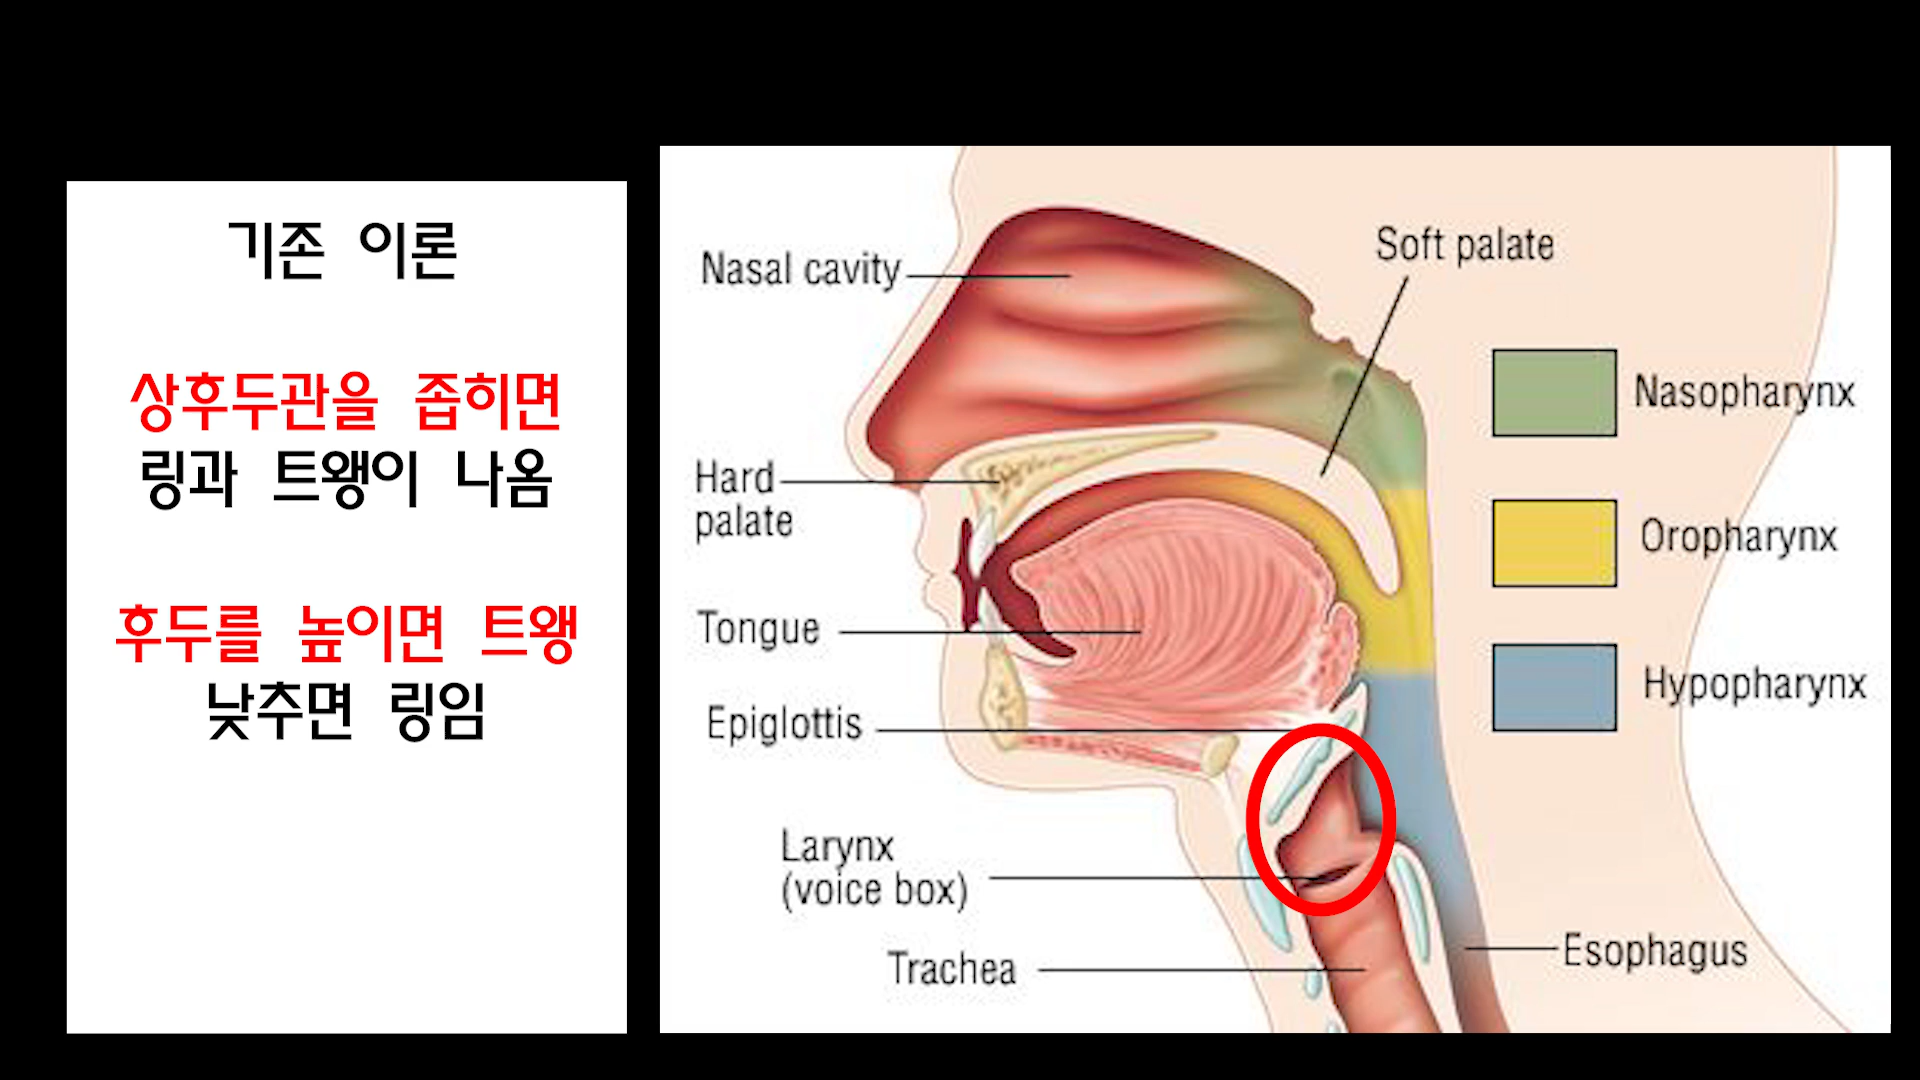 기존 이론
상후두관을 좁히면
링과 트왱이 나옴
후두를 높이면 트왱
낮추면 링임
Nasal cavity
Soft palate
Nasopharynx
Hard
palate
Oropharynx
Tongue
Hypopharynx
Epiglottis
Larynx
(voice box)
Trachea
Esophagus